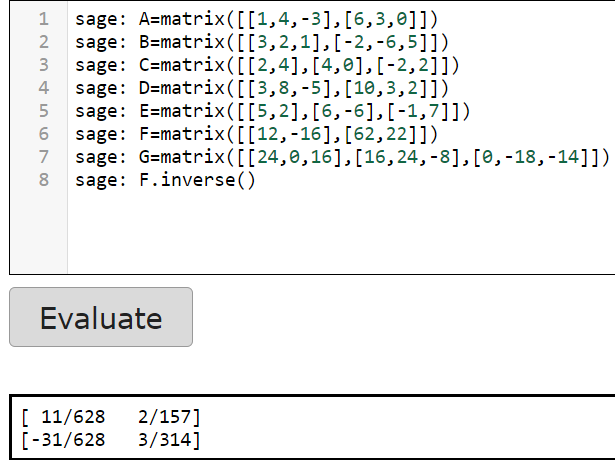 1 sage: A=matrix([[1,4,-3],[6,3,0]])
2 sage: B=matrix([[3,2,1],[-2,-6,5]])
3 sage: C=matrix([[2,4],[4,0],[-2,2]])
4 sage: D=matrix([[3,8,-5],[10,3,2]])
5 sage: E=matrix([[5,2],[6,-6],[-1,7]])
6 sage: F=matrix([[12,-16],[62,22]])
7 sage: G=matrix([[24,0,16],[16,24,-8],[0,-18,-14]])
8 sage: F.inverse()
Evaluate
[ 11/628   2/157]
[-31/628   3/314]